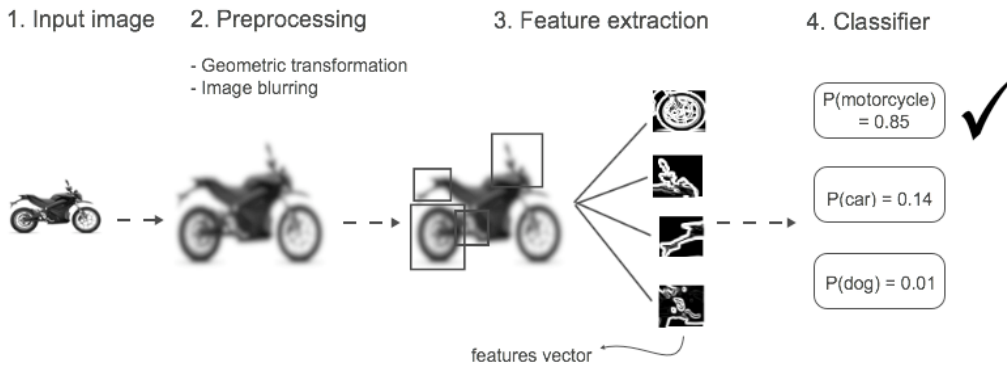 1. Input image
2. Preprocessing
- Geometric transformation
- Image blurring
3. Feature extraction
features vector
4. Classifier
P(motorcycle)
= 0.85
P(car) = 0.14
P(dog) = 0.01